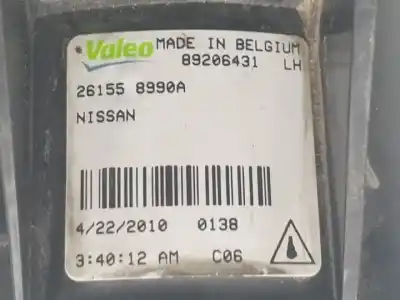 Valeo MADE IN BELGIUM
89206431 LH
26155 8990A
NISSAN
4/22/2010 0138
3:40:12 AM C06